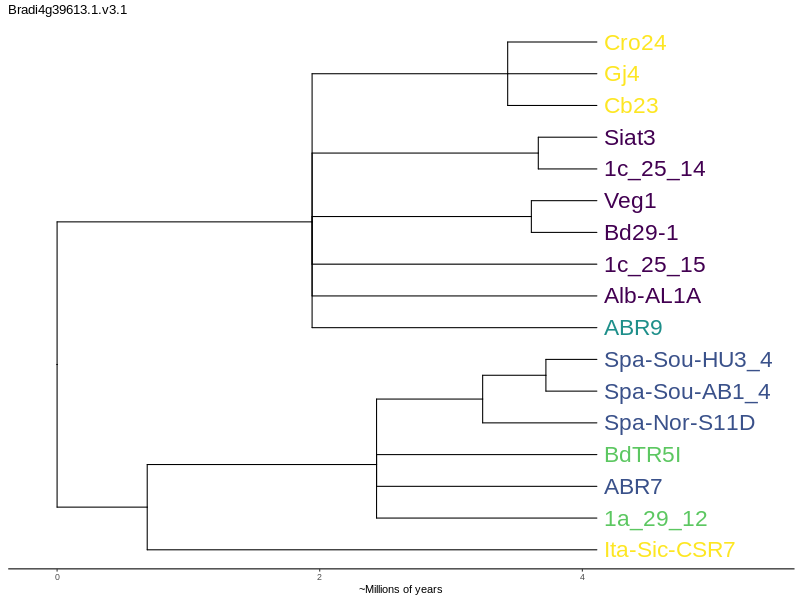 Bradi4g39613.1.v3.1
Cro24
Gj4
Cb23
Siat3
1c_25_14
Veg1
Bd29-1
1c_25_15
Alb-AL1A
ABR9
Spa-Sou-HU3_4
Spa-Sou-AB1_4
Spa-Nor-S11D
BdTR5I
ABR7
1a_29_12
Ita-Sic-CSR7
0 2 4
~Millions of years